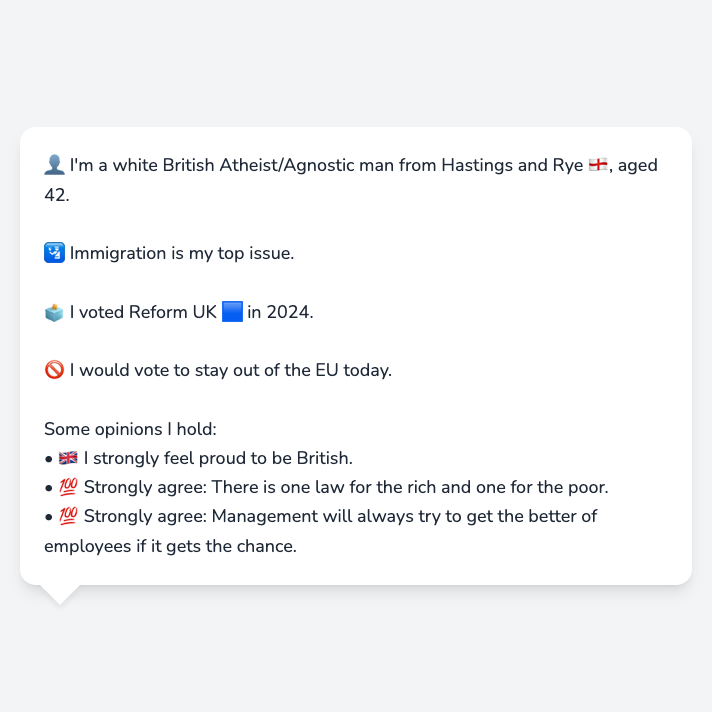 👤 I'm a white British Atheist/Agnostic man from Hastings and Rye 🏴󠁧󠁢󠁥󠁮󠁧󠁿, aged
42.
🛂 Immigration is my top issue.
🗳️ I voted Reform UK 🟦 in 2024.
🚫 I would vote to stay out of the EU today.
Some opinions I hold:
• 🇬🇧 I strongly feel proud to be British.
• 💯 Strongly agree: There is one law for the rich and one for the poor.
• 💯 Strongly agree: Management will always try to get the better of
employees if it gets the chance.